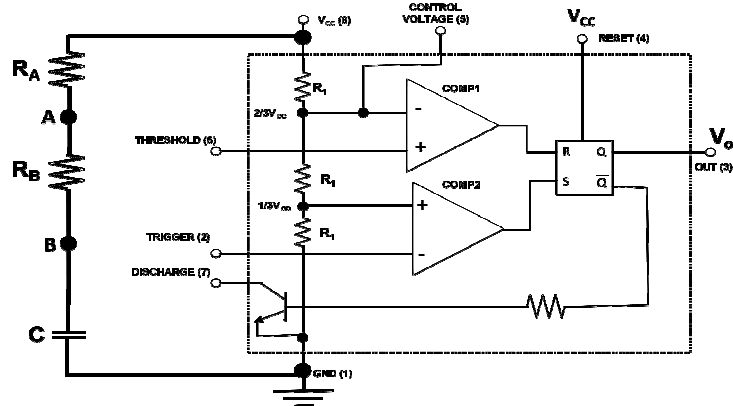 CONTROL
VOLTAGE (5)
V_CC (8)
V_CC
RESET (4)
R_A
R_1
COMP1
-
2/3V_CC
A
+
THRESHOLD (6)
R Q
V_o
OUT (3)
R_B
R_1
COMP2
S Q̅
1/3V_CC
+
R_1
TRIGGER (2)
B
-
DISCHARGE (7)
C
GND (1)